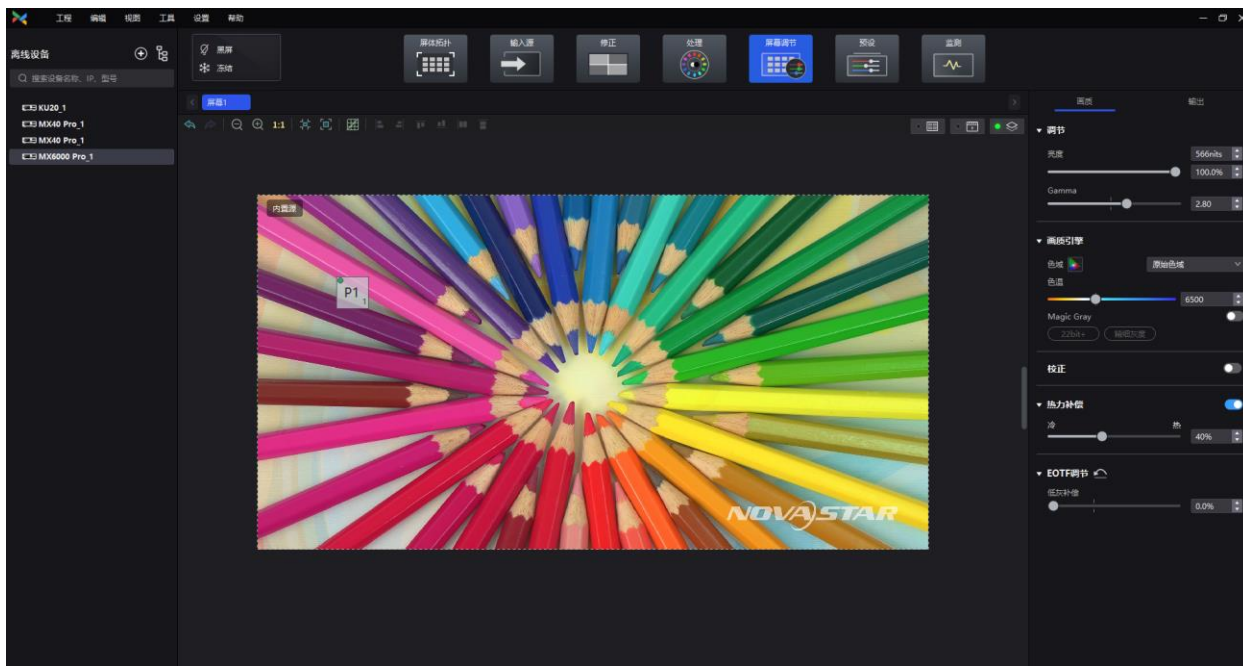 工程 编辑 视图 工具 设置 帮助
离线设备
搜索设备名称、IP、型号
KU20_1
MX40 Pro_1
MX40 Pro_1
MX6000 Pro_1
黑屏
冻结
屏体拓扑 输入源 修正 处理 屏幕调节 预设 监测
屏幕1
1:1
内置源
P1
1
NOVASTAR
画质 输出
调节
亮度 566nits
100.0%
Gamma
2.80
画质引擎
色域 原始色域
色温
6500
Magic Gray
22bit+ 精细灰度
校正
热力补偿
冷 热
40%
EOTF调节
低灰补偿
0.0%